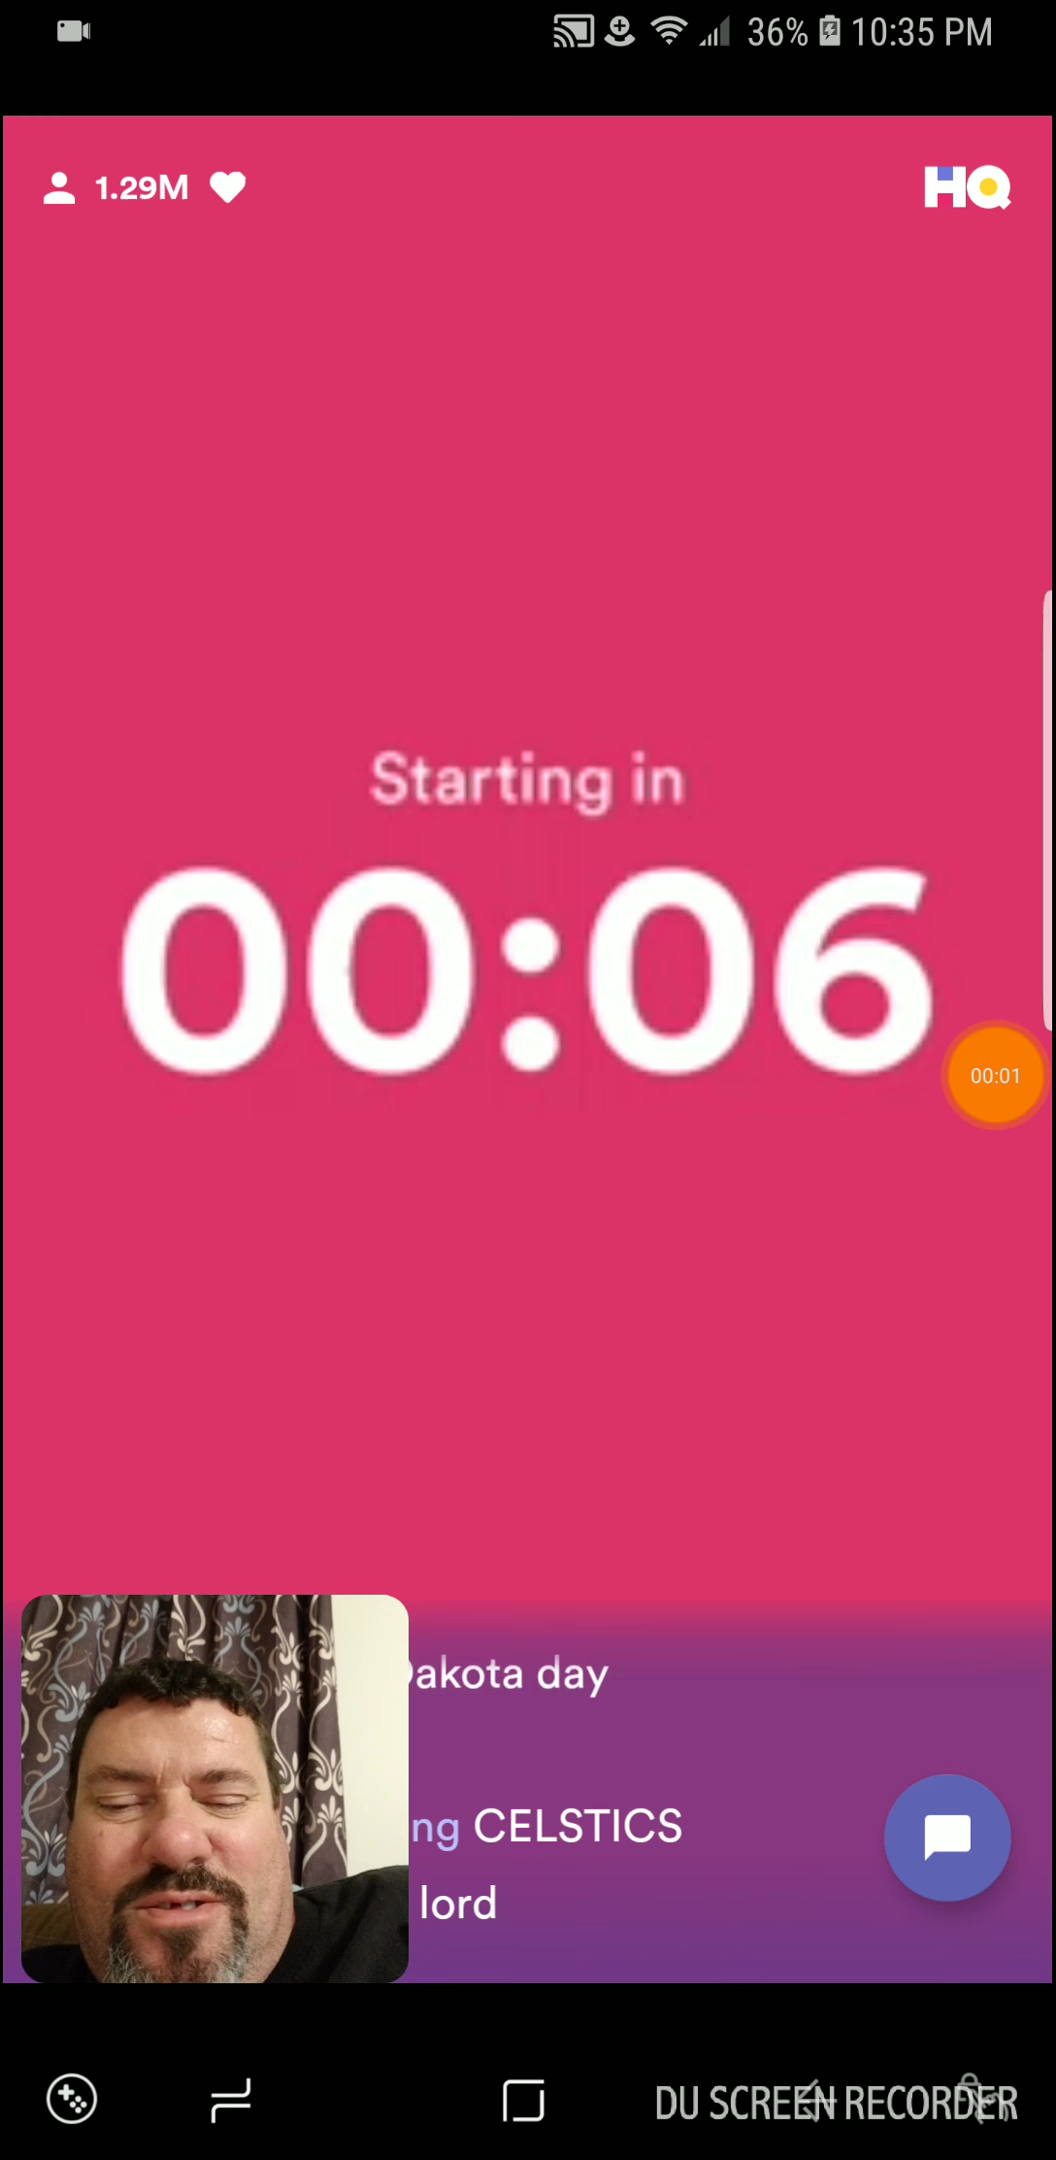 36% 10:35 PM
1.29M HQ
Starting in
00:06
00:01
Dakota day
ng CELSTICS
lord
DU SCREEN RECORDER